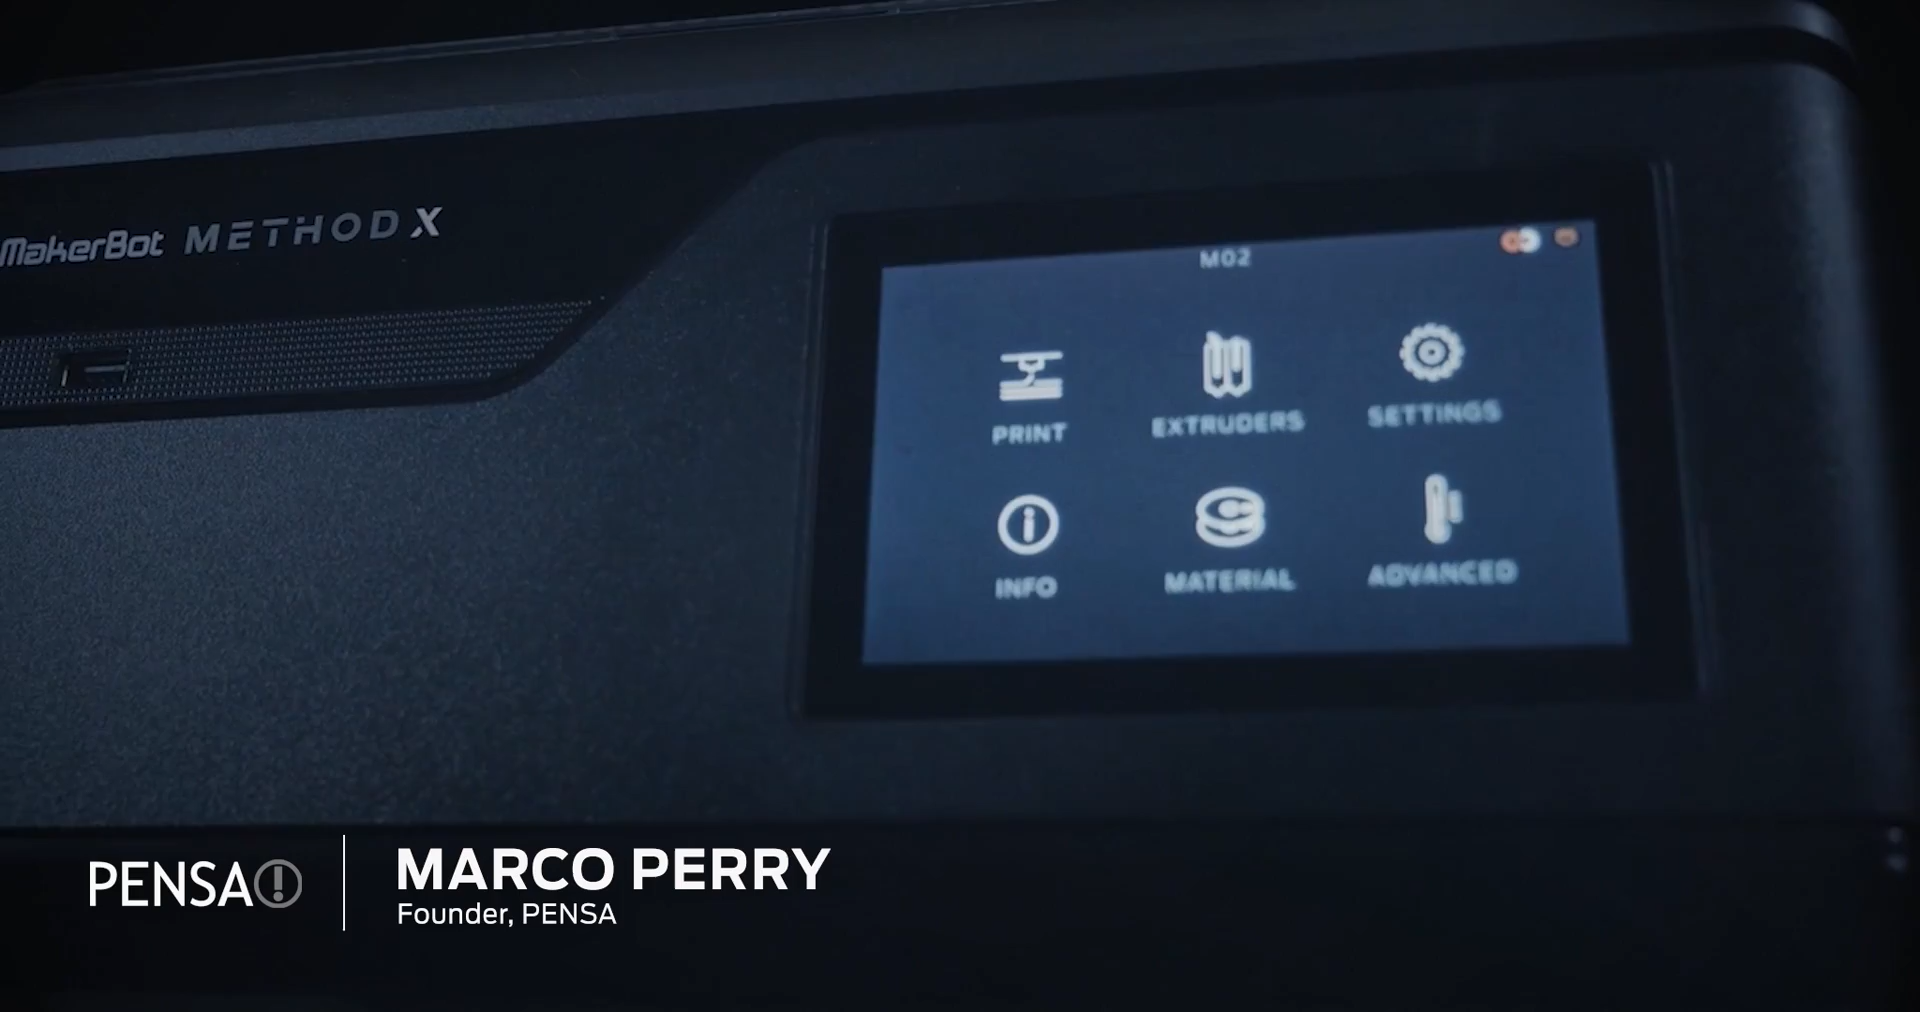 MakerBot METHOD X
M02
PRINT
EXTRUDERS
SETTINGS
INFO
MATERIAL
ADVANCED
PENSA!
MARCO PERRY
Founder, PENSA